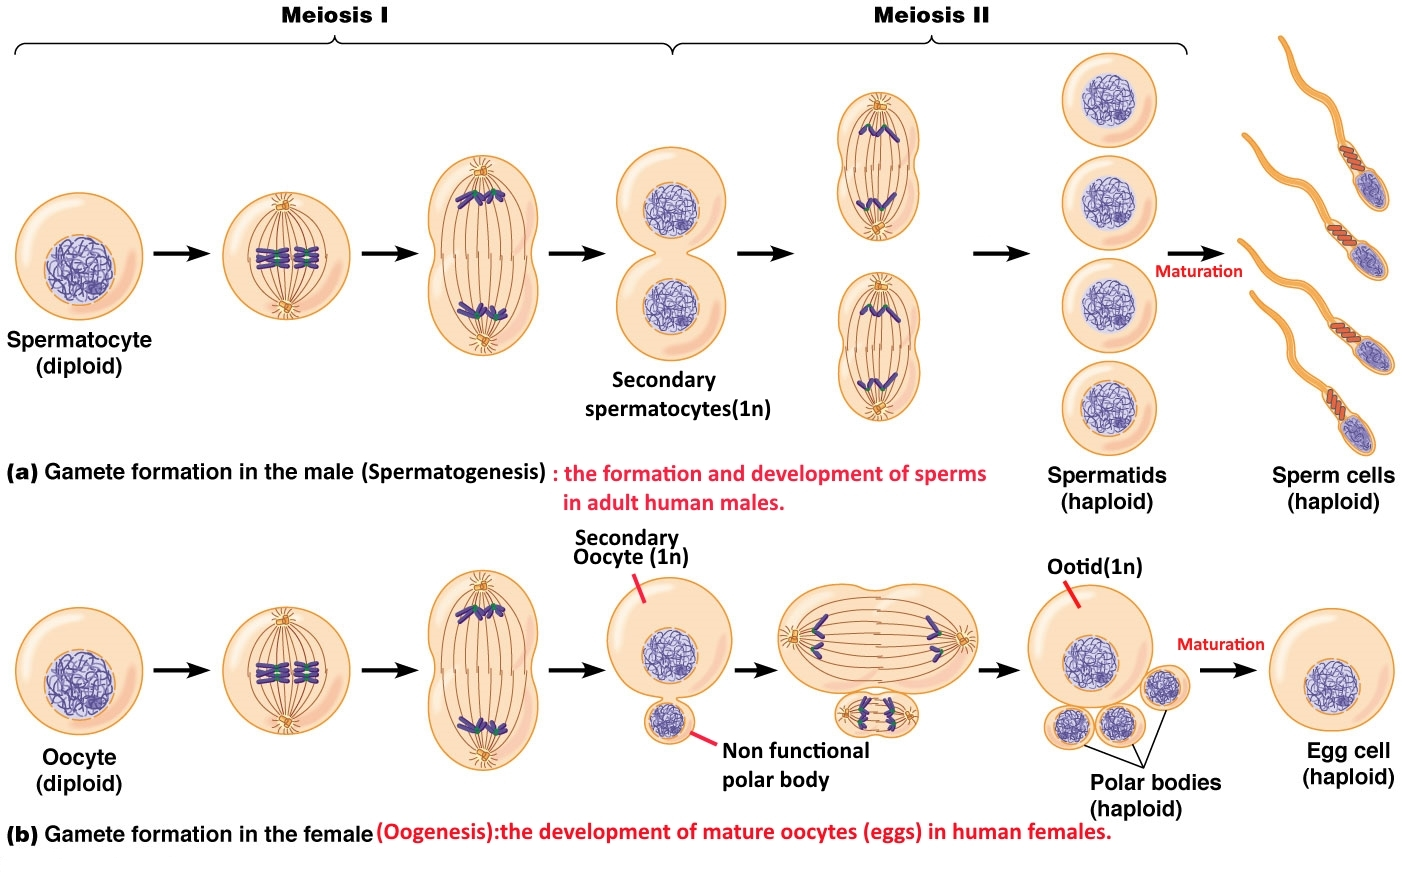 Meiosis I
Meiosis II
Maturation
Spermatocyte
(diploid)
Secondary
spermatocytes(1n)
(a) Gamete formation in the male (Spermatogenesis) : the formation and development of sperms
in adult human males.
Spermatids
(haploid)
Sperm cells
(haploid)
Secondary
Oocyte (1n)
Ootid(1n)
Maturation
Oocyte
(diploid)
Non functional
polar body
Polar bodies
(haploid)
Egg cell
(haploid)
(b) Gamete formation in the female (Oogenesis):the development of mature oocytes (eggs) in human females.